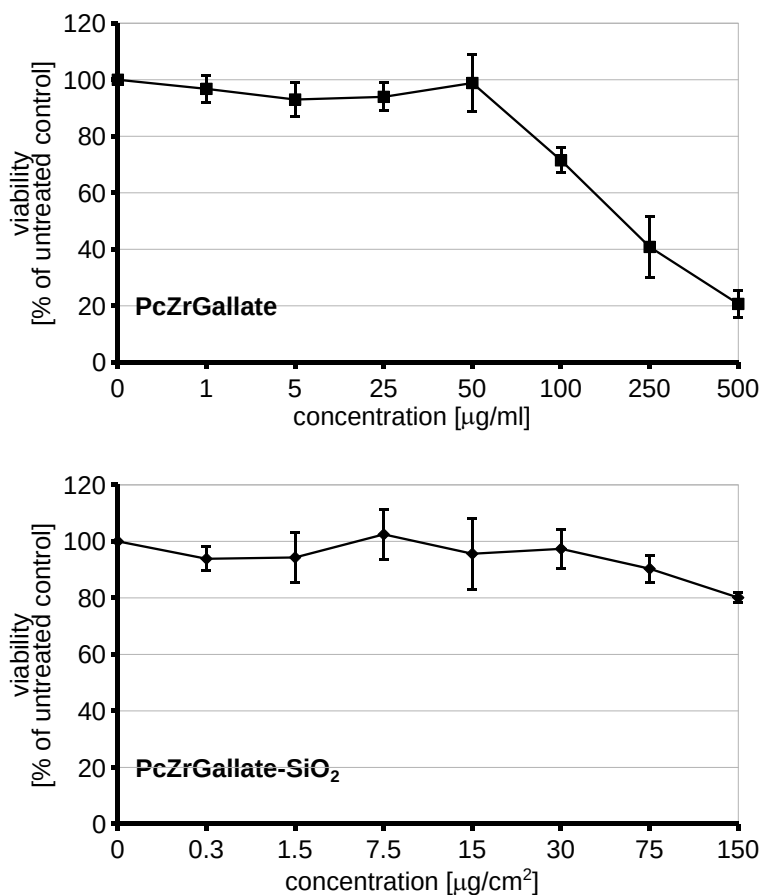 120
100
80
60
40
20
0
viability
[% of untreated control]
PcZrGallate
0 1 5 25 50 100 250 500
concentration [μg/ml]
120
100
80
60
40
20
0
viability
[% of untreated control]
PcZrGallate-SiO₂
0 0.3 1.5 7.5 15 30 75 150
concentration [μg/cm²]